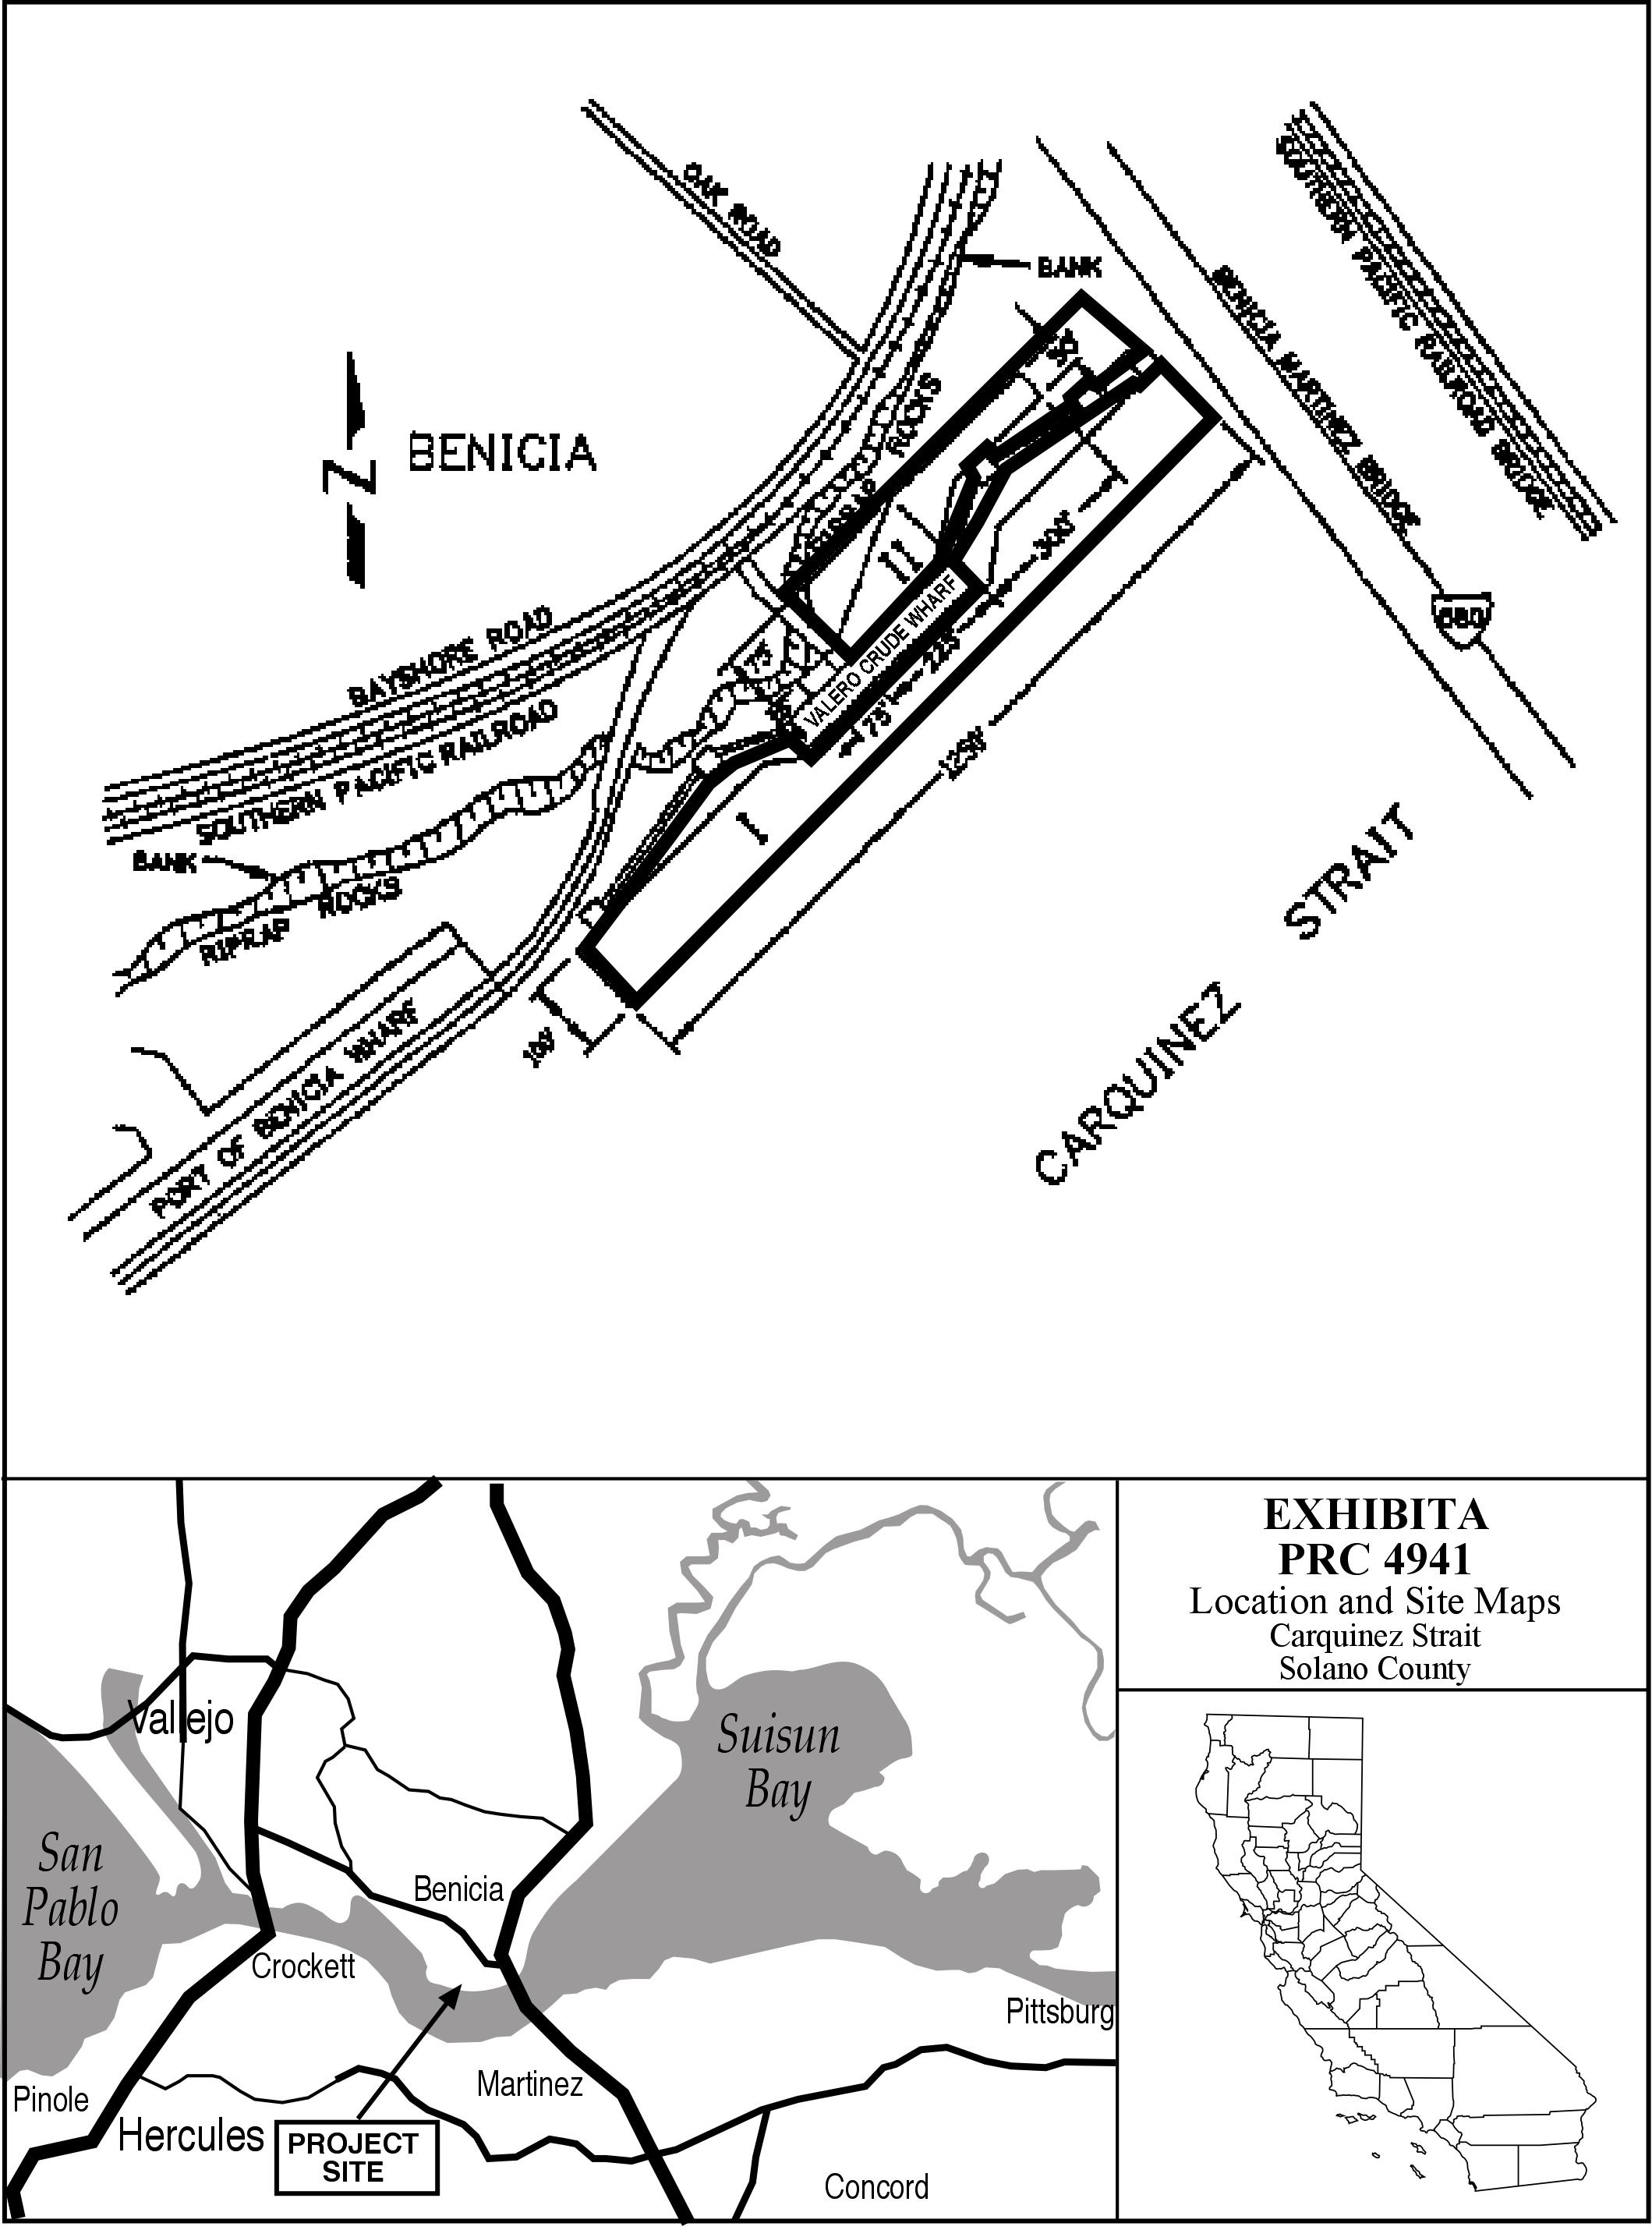 OAK ROAD
BANK
SOUTHERN PACIFIC RAILROAD BRIDGE
BENICIA MARTINEZ BRIDGE
50'
ROCKS
RIPRAP
N
BENICIA
II
300'
680
VALERO CRUDE WHARF
BAYSHORE ROAD
SOUTHERN PACIFIC RAILROAD
75'
225'
75'
1250'
I
BANK
RIPRAP ROCKS
100'
PORT OF BENICIA WHARF
CARQUINEZ STRAIT
EXHIBITA
PRC 4941
Location and Site Maps
Carquinez Strait
Solano County
Vallejo
Suisun
Bay
San
Pablo
Bay
Benicia
Crockett
Pittsburg
Martinez
Pinole
Hercules
PROJECT
SITE
Concord